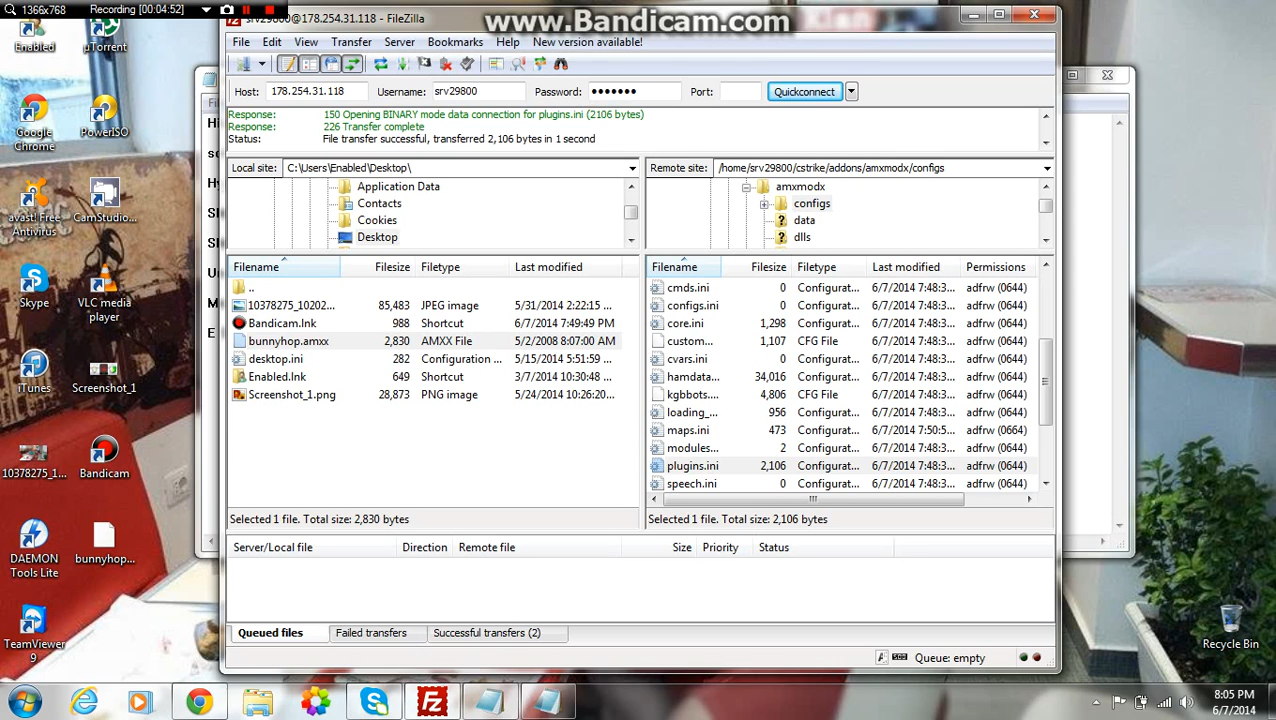 1366x768 Recording [00:04:52]
www.Bandicam.com
srv29800@178.254.31.118 - FileZilla
File Edit View Transfer Server Bookmarks Help New version available!
Host: 178.254.31.118 Username: srv29800 Password: ••••••• Port: Quickconnect
Response: 150 Opening BINARY mode data connection for plugins.ini (2106 bytes)
Response: 226 Transfer complete
Status: File transfer successful, transferred 2,106 bytes in 1 second
Local site: C:\Users\Enabled\Desktop\
Application Data
Contacts
Cookies
Desktop
Remote site: /home/srv29800/cstrike/addons/amxmodx/configs
amxmodx
configs
data
dlls
Filename Filesize Filetype Last modified
..
10378275_10202... 85,483 JPEG image 5/31/2014 2:22:15 ...
Bandicam.lnk 988 Shortcut 6/7/2014 7:49:49 PM
bunnyhop.amxx 2,830 AMXX File 5/2/2008 8:07:00 AM
desktop.ini 282 Configuration ... 5/15/2014 5:51:59 ...
Enabled.lnk 649 Shortcut 3/7/2014 10:30:48 ...
Screenshot_1.png 28,873 PNG image 5/24/2014 10:26:20...
Selected 1 file. Total size: 2,830 bytes
Filename Filesize Filetype Last modified Permissions
cmds.ini 0 Configurat... 6/7/2014 7:48:3... adfrw (0644)
configs.ini 0 Configurat... 6/7/2014 7:48:3... adfrw (0644)
core.ini 1,298 Configurat... 6/7/2014 7:48:3... adfrw (0644)
custom... 1,107 CFG File 6/7/2014 7:48:3... adfrw (0644)
cvars.ini 0 Configurat... 6/7/2014 7:48:3... adfrw (0644)
hamdata... 34,016 Configurat... 6/7/2014 7:48:3... adfrw (0644)
kgbbots.... 4,806 CFG File 6/7/2014 7:48:3... adfrw (0644)
loading_... 956 Configurat... 6/7/2014 7:48:3... adfrw (0644)
maps.ini 473 Configurat... 6/7/2014 7:50:5... adfrw (0664)
modules... 2 Configurat... 6/7/2014 7:48:3... adfrw (0644)
plugins.ini 2,106 Configurat... 6/7/2014 7:48:3... adfrw (0644)
speech.ini 0 Configurat... 6/7/2014 7:48:3... adfrw (0644)
Selected 1 file. Total size: 2,106 bytes
Server/Local file Direction Remote file Size Priority Status
Queued files Failed transfers Successful transfers (2)
Queue: empty
Enabled
µTorrent
Google Chrome
PowerISO
avast! Free Antivirus
CamStudio...
Skype
VLC media player
iTunes
Screenshot_1
10378275_1...
Bandicam
DAEMON Tools Lite
bunnyhop...
TeamViewer 9
Recycle Bin
8:05 PM
6/7/2014